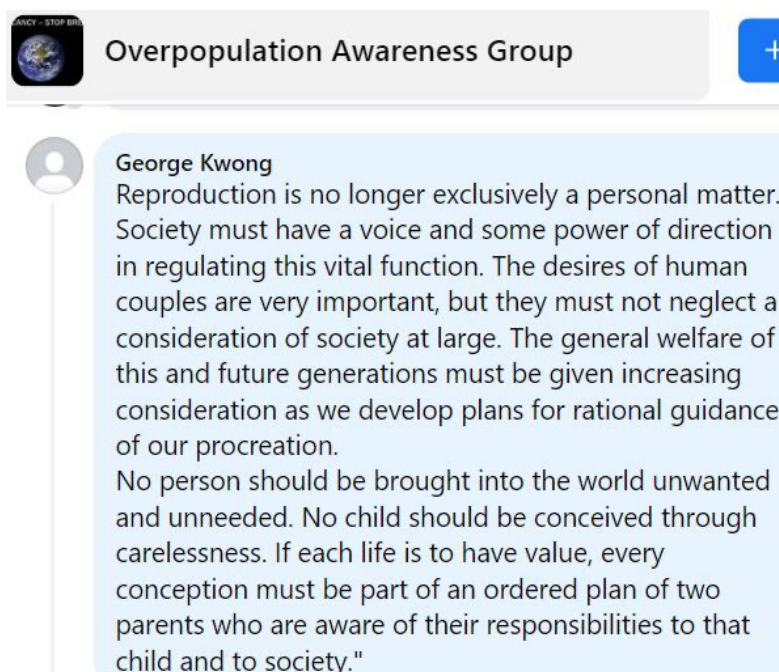 ANCY – STOP BRE
Overpopulation Awareness Group
+
George Kwong
Reproduction is no longer exclusively a personal matter.
Society must have a voice and some power of direction
in regulating this vital function. The desires of human
couples are very important, but they must not neglect a
consideration of society at large. The general welfare of
this and future generations must be given increasing
consideration as we develop plans for rational guidance
of our procreation.
No person should be brought into the world unwanted
and unneeded. No child should be conceived through
carelessness. If each life is to have value, every
conception must be part of an ordered plan of two
parents who are aware of their responsibilities to that
child and to society."